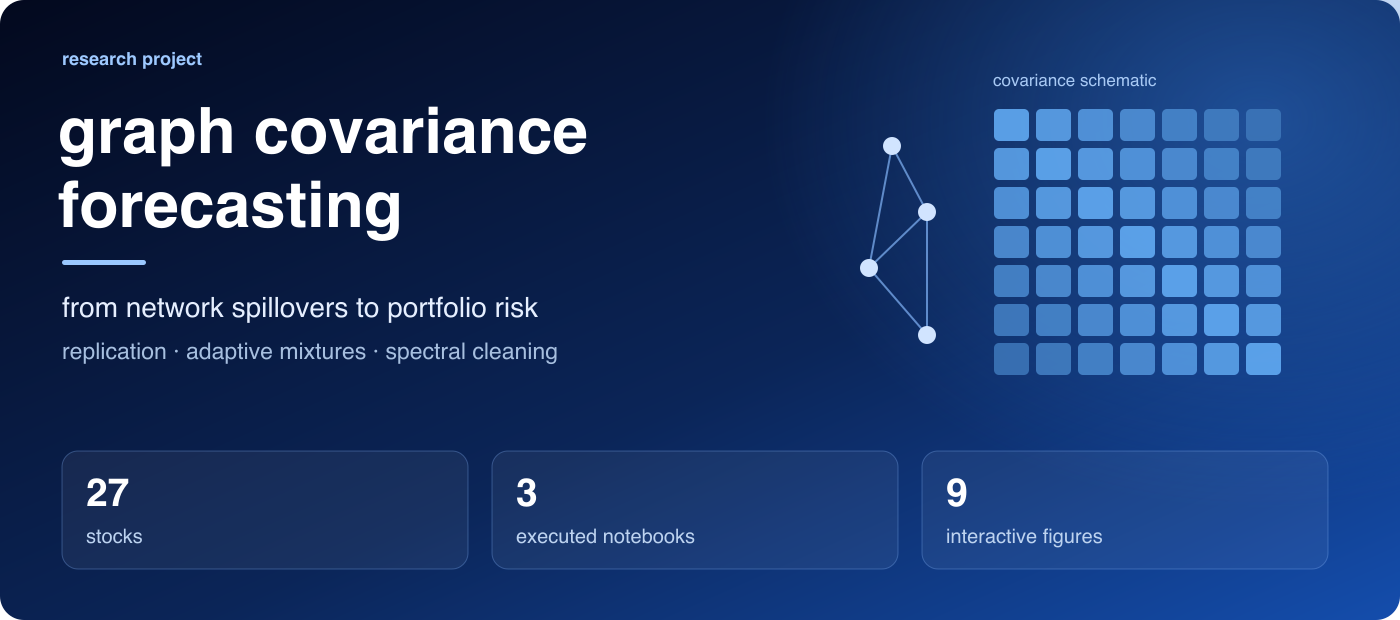 research project
graph covariance
forecasting
from network spillovers to portfolio risk
replication · adaptive mixtures · spectral cleaning
covariance schematic
27
stocks
3
executed notebooks
9
interactive figures